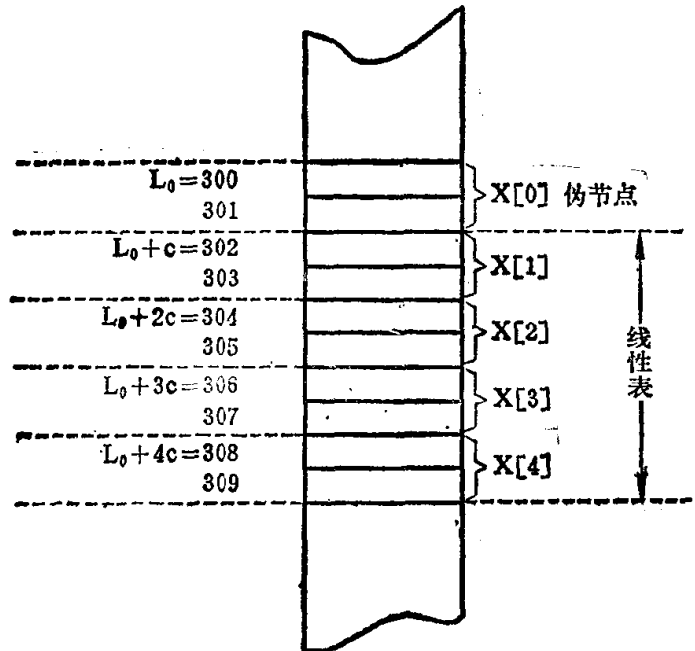 L₀=300
301
X[0] 伪节点
L₀+c=302
303
X[1]
L₀+2c=304
305
X[2]
L₀+3c=306
307
X[3]
L₀+4c=308
309
X[4]
线性表